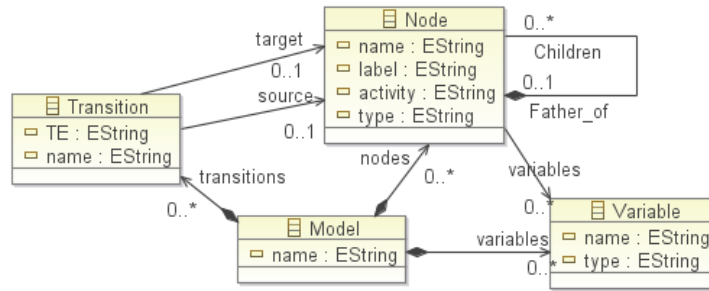 Node
name : EString
label : EString
activity : EString
type : EString
0..*
Children
0..1
Father_of
target
0..1
source
0..1
Transition
TE : EString
name : EString
transitions
0..*
nodes
0..*
variables
0..*
Model
name : EString
variables
0..*
Variable
name : EString
type : EString